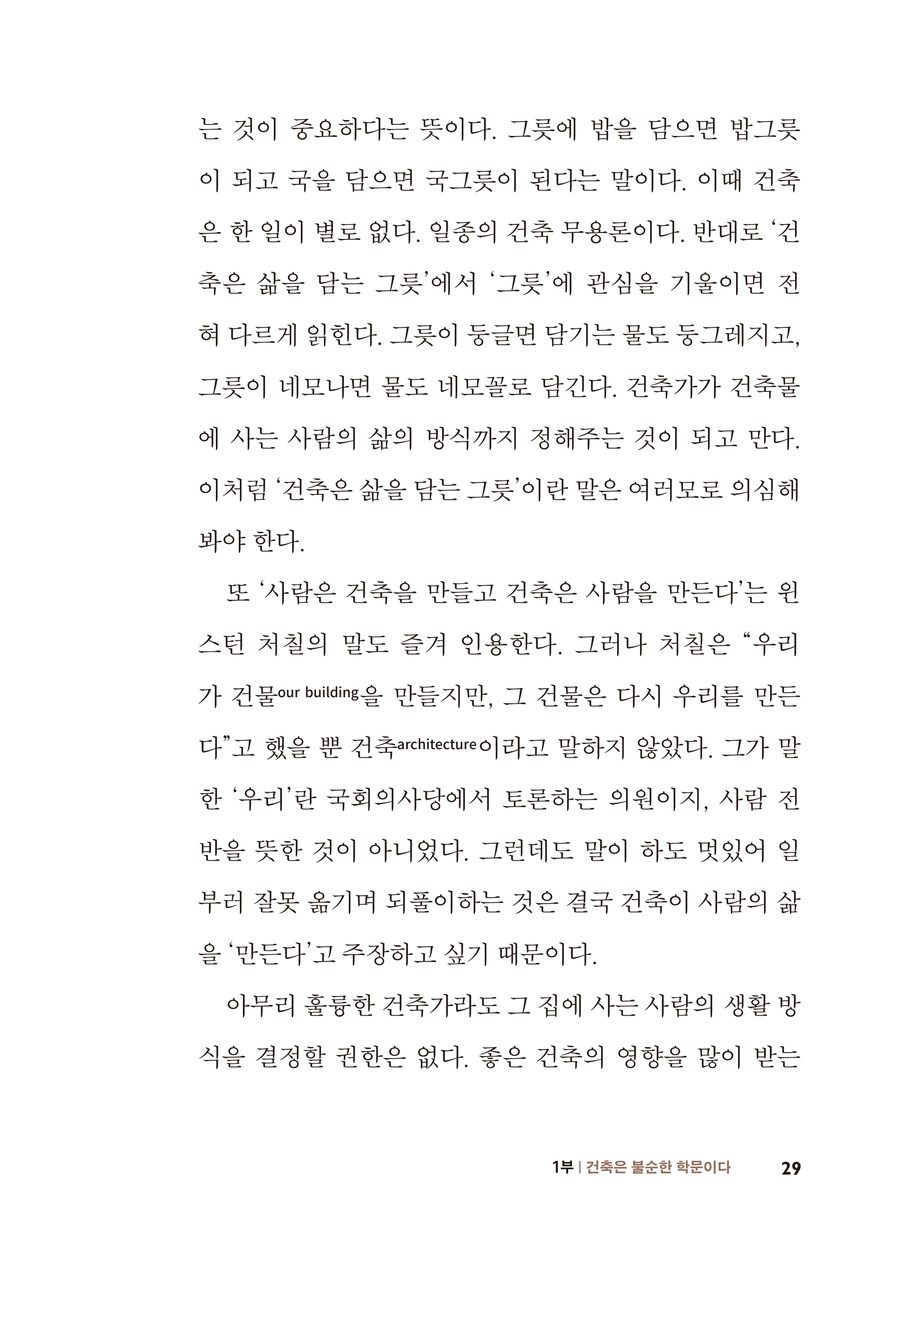 는 것이 중요하다는 뜻이다. 그릇에 밥을 담으면 밥그릇
이 되고 국을 담으면 국그릇이 된다는 말이다. 이때 건축
은 한 일이 별로 없다. 일종의 건축 무용론이다. 반대로 ‘건
축은 삶을 담는 그릇’에서 ‘그릇’에 관심을 기울이면 전
혀 다르게 읽힌다. 그릇이 둥글면 담기는 물도 둥그레지고,
그릇이 네모나면 물도 네모꼴로 담긴다. 건축가가 건축물
에 사는 사람의 삶의 방식까지 정해주는 것이 되고 만다.
이처럼 ‘건축은 삶을 담는 그릇’이란 말은 여러모로 의심해
봐야 한다.
또 ‘사람은 건축을 만들고 건축은 사람을 만든다’는 윈
스턴 처칠의 말도 즐겨 인용한다. 그러나 처칠은 “우리
가 건물our building을 만들지만, 그 건물은 다시 우리를 만든
다”고 했을 뿐 건축architecture이라고 말하지 않았다. 그가 말
한 ‘우리’란 국회의사당에서 토론하는 의원이지, 사람 전
반을 뜻한 것이 아니었다. 그런데도 말이 하도 멋있어 일
부러 잘못 옮기며 되풀이하는 것은 결국 건축이 사람의 삶
을 ‘만든다’고 주장하고 싶기 때문이다.
아무리 훌륭한 건축가라도 그 집에 사는 사람의 생활 방
식을 결정할 권한은 없다. 좋은 건축의 영향을 많이 받는
1부 | 건축은 불순한 학문이다 29